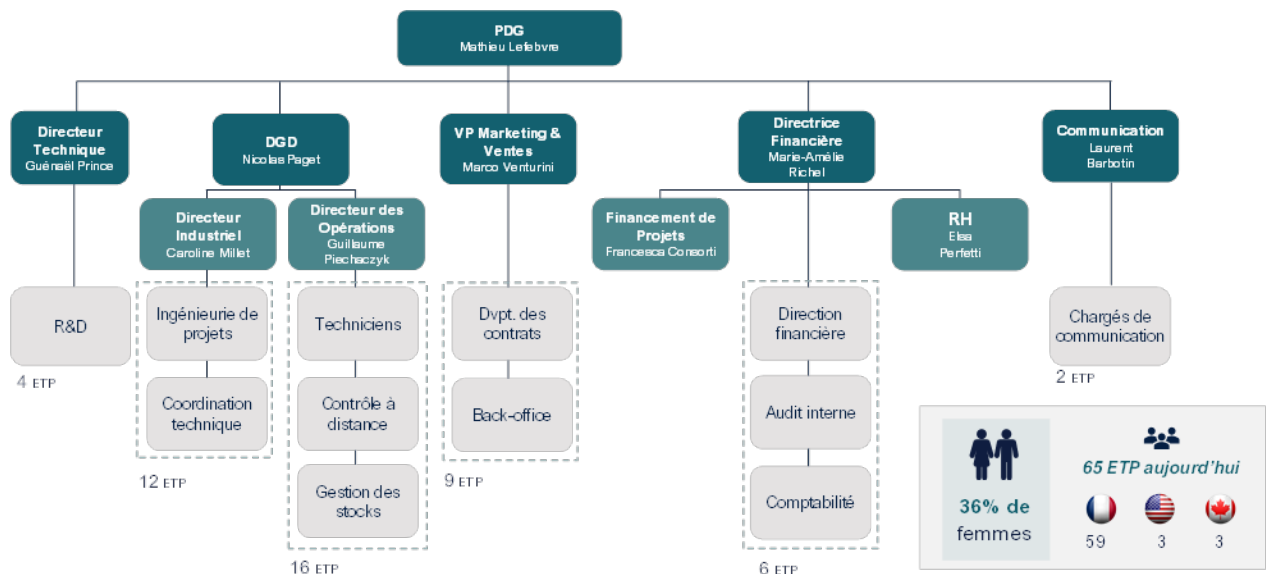 PDG
Mathieu Lefebvre
Directeur
Technique
Guénaël Prince
DGD
Nicolas Paget
VP Marketing &
Ventes
Marco Venturini
Directrice
Financière
Marie-Amélie
Richel
Communication
Laurent
Barbotin
Directeur
Industriel
Caroline Millet
Directeur des
Opérations
Guillaume
Piechaczyk
Financement de
Projets
Francesca Consorti
RH
Elsa
Perfetti
R&D
4 ETP
Ingénieurie de
projets
Coordination
technique
12 ETP
Techniciens
Contrôle à
distance
Gestion des
stocks
16 ETP
Dvpt. des
contrats
Back-office
9 ETP
Direction
financière
Audit interne
Comptabilité
6 ETP
Chargés de
communication
2 ETP
36% de
femmes
65 ETP aujourd'hui
59
3
3